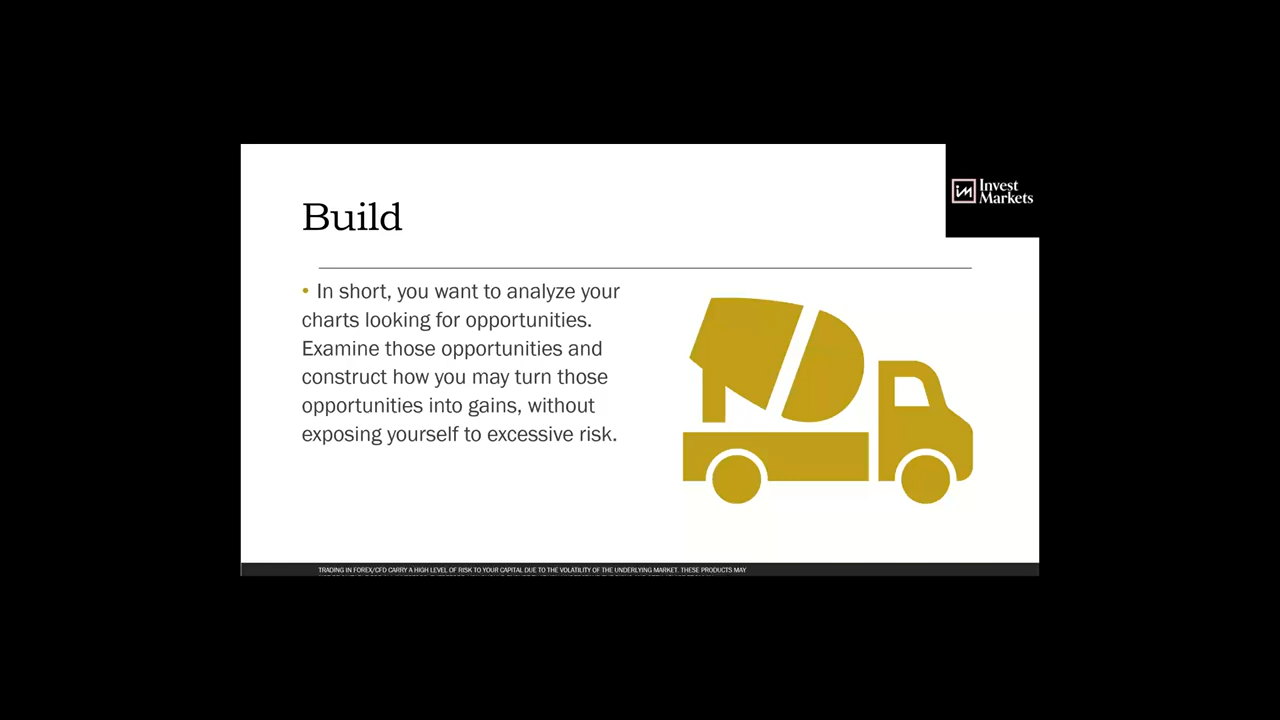 Build
Invest
Markets
• In short, you want to analyze your
charts looking for opportunities.
Examine those opportunities and
construct how you may turn those
opportunities into gains, without
exposing yourself to excessive risk.
TRADING IN FOREX/CFD CARRY A HIGH LEVEL OF RISK TO YOUR CAPITAL DUE TO THE VOLATILITY OF THE UNDERLYING MARKET. THESE PRODUCTS MAY